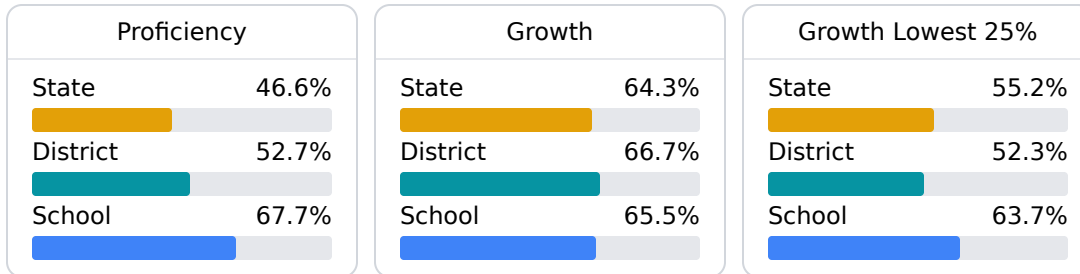 Proficiency
State 46.6%
District 52.7%
School 67.7%
Growth
State 64.3%
District 66.7%
School 65.5%
Growth Lowest 25%
State 55.2%
District 52.3%
School 63.7%